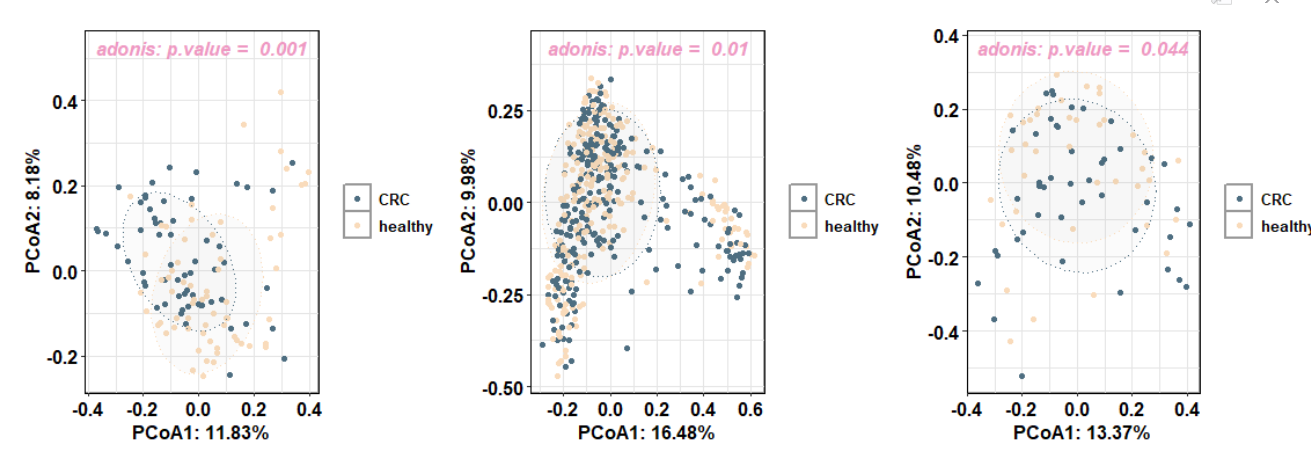 adonis: p.value = 0.001
0.4
0.2
0.0
-0.2
PCoA2: 8.18%
-0.4 -0.2 0.0 0.2 0.4
PCoA1: 11.83%
CRC
healthy
adonis: p.value = 0.01
0.25
0.00
-0.25
-0.50
PCoA2: 9.98%
-0.2 0.0 0.2 0.4 0.6
PCoA1: 16.48%
CRC
healthy
adonis: p.value = 0.044
0.4
0.2
0.0
-0.2
-0.4
PCoA2: 10.48%
-0.4 -0.2 0.0 0.2 0.4
PCoA1: 13.37%
CRC
healthy